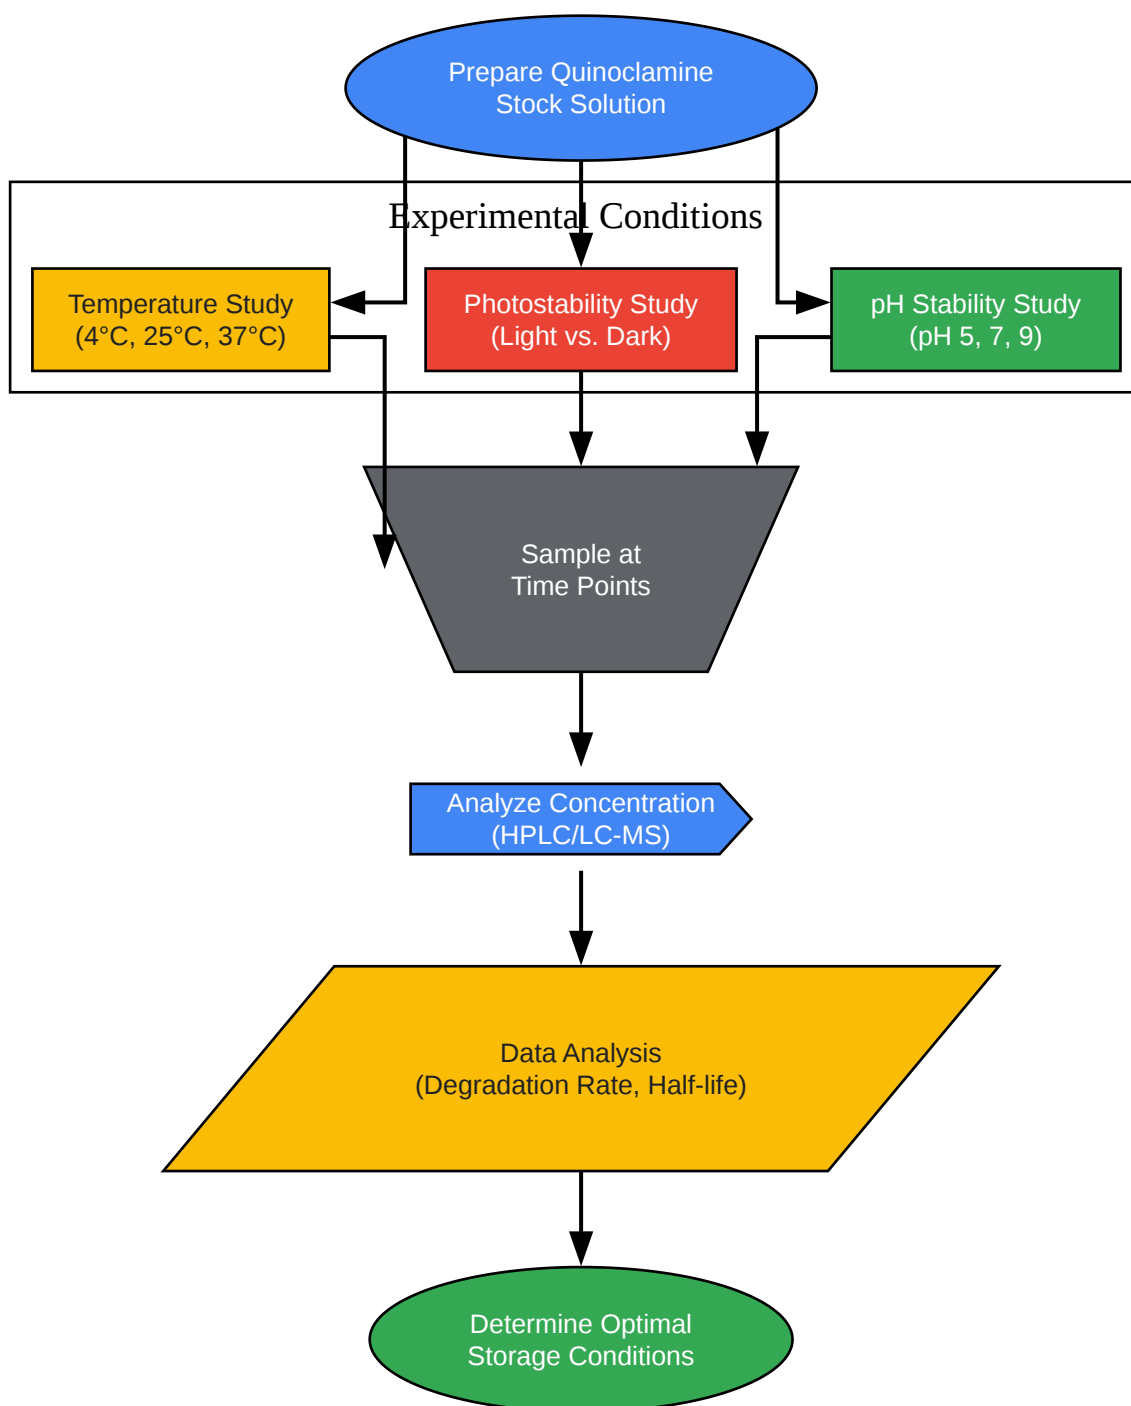 Prepare Quinoclamine
Stock Solution
Experimental Conditions
Temperature Study
(4°C, 25°C, 37°C)
Photostability Study
(Light vs. Dark)
pH Stability Study
(pH 5, 7, 9)
Sample at
Time Points
Analyze Concentration
(HPLC/LC-MS)
Data Analysis
(Degradation Rate, Half-life)
Determine Optimal
Storage Conditions